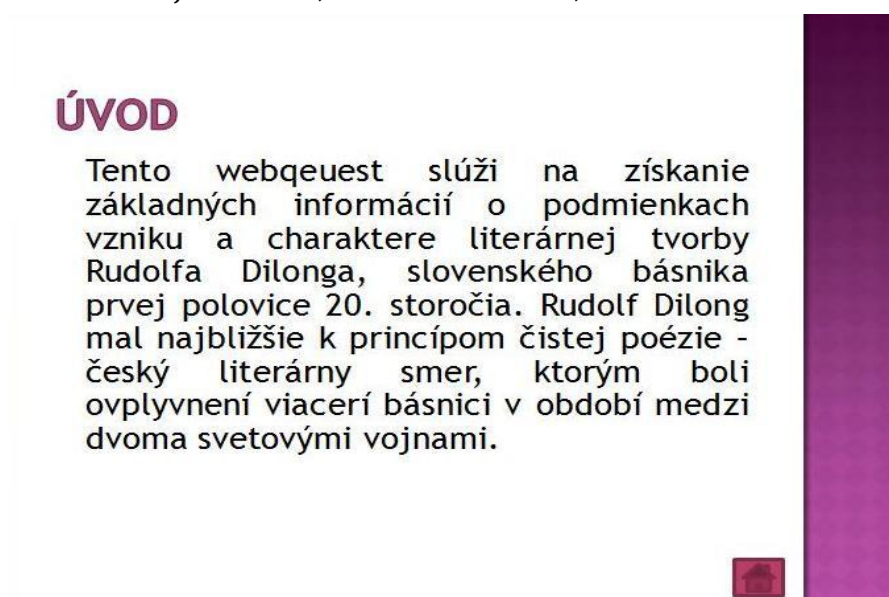 ÚVOD
Tento webqeuest slúži na získanie
základných informácií o podmienkach
vzniku a charaktere literárnej tvorby
Rudolfa Dilonga, slovenského básnika
prvej polovice 20. storočia. Rudolf Dilong
mal najbližšie k princípom čistej poézie –
český literárny smer, ktorým boli
ovplyvnení viacerí básnici v období medzi
dvoma svetovými vojnami.